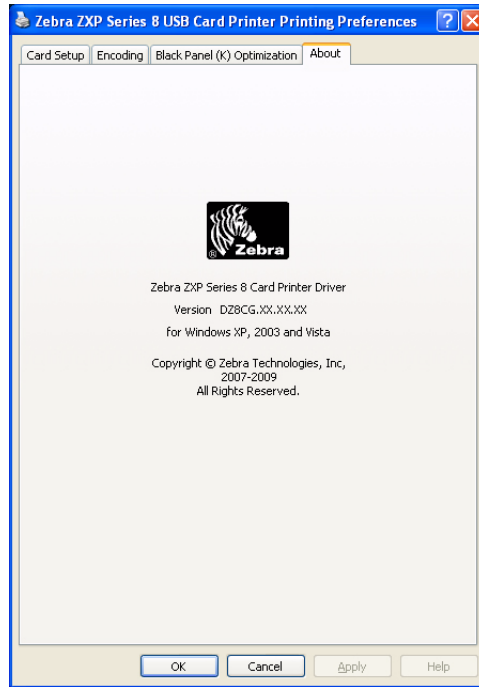 Zebra ZXP Series 8 USB Card Printer Printing Preferences
Card Setup Encoding Black Panel (K) Optimization About
® Zebra
Zebra ZXP Series 8 Card Printer Driver
Version DZ8CG.XX.XX.XX
for Windows XP, 2003 and Vista
Copyright © Zebra Technologies, Inc,
2007-2009
All Rights Reserved.
OK Cancel Apply Help